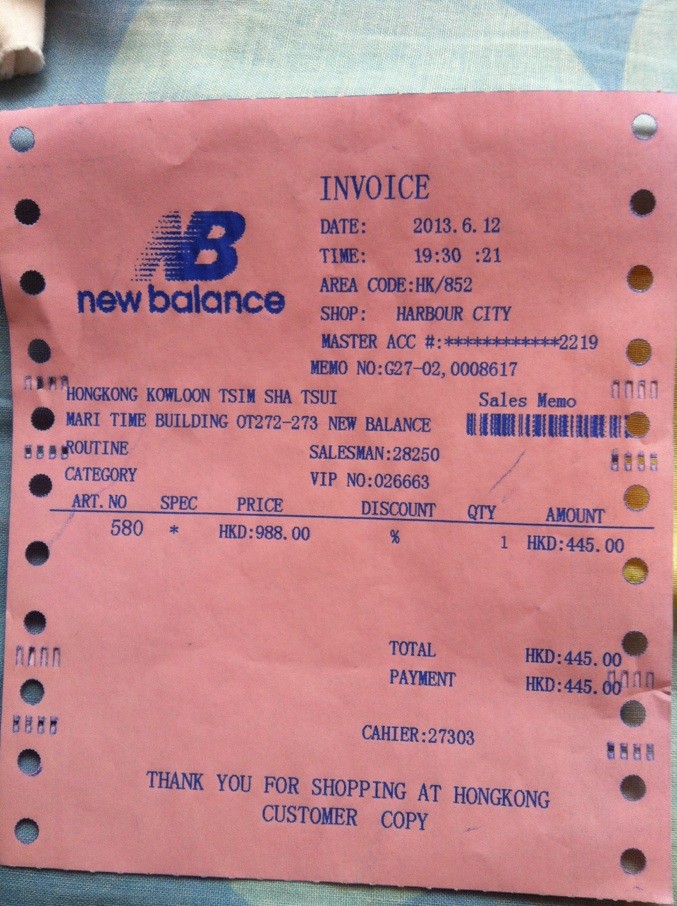 INVOICE
NB
new balance
DATE: 2013.6.12
TIME: 19:30 :21
AREA CODE:HK/852
SHOP: HARBOUR CITY
MASTER ACC #:************2219
MEMO NO:G27-02,0008617
HONGKONG KOWLOON TSIM SHA TSUI
Sales Memo
MARI TIME BUILDING OT272-273 NEW BALANCE
ROUTINE SALESMAN:28250
CATEGORY VIP NO:026663
ART.NO SPEC PRICE DISCOUNT QTY AMOUNT
580 * HKD:988.00 % 1 HKD:445.00
TOTAL HKD:445.00
PAYMENT HKD:445.00
CAHIER:27303
THANK YOU FOR SHOPPING AT HONGKONG
CUSTOMER COPY